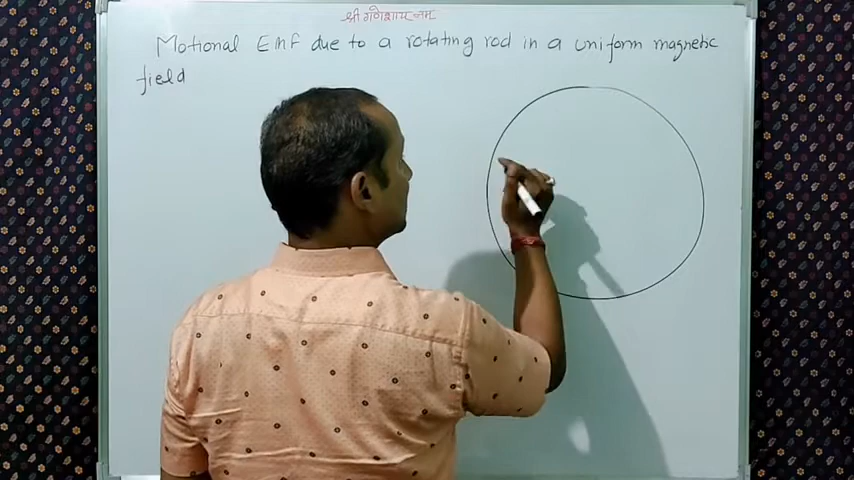 श्री गणेशाय नमः
Motional EMF due to a rotating rod in a uniform magnetic
field